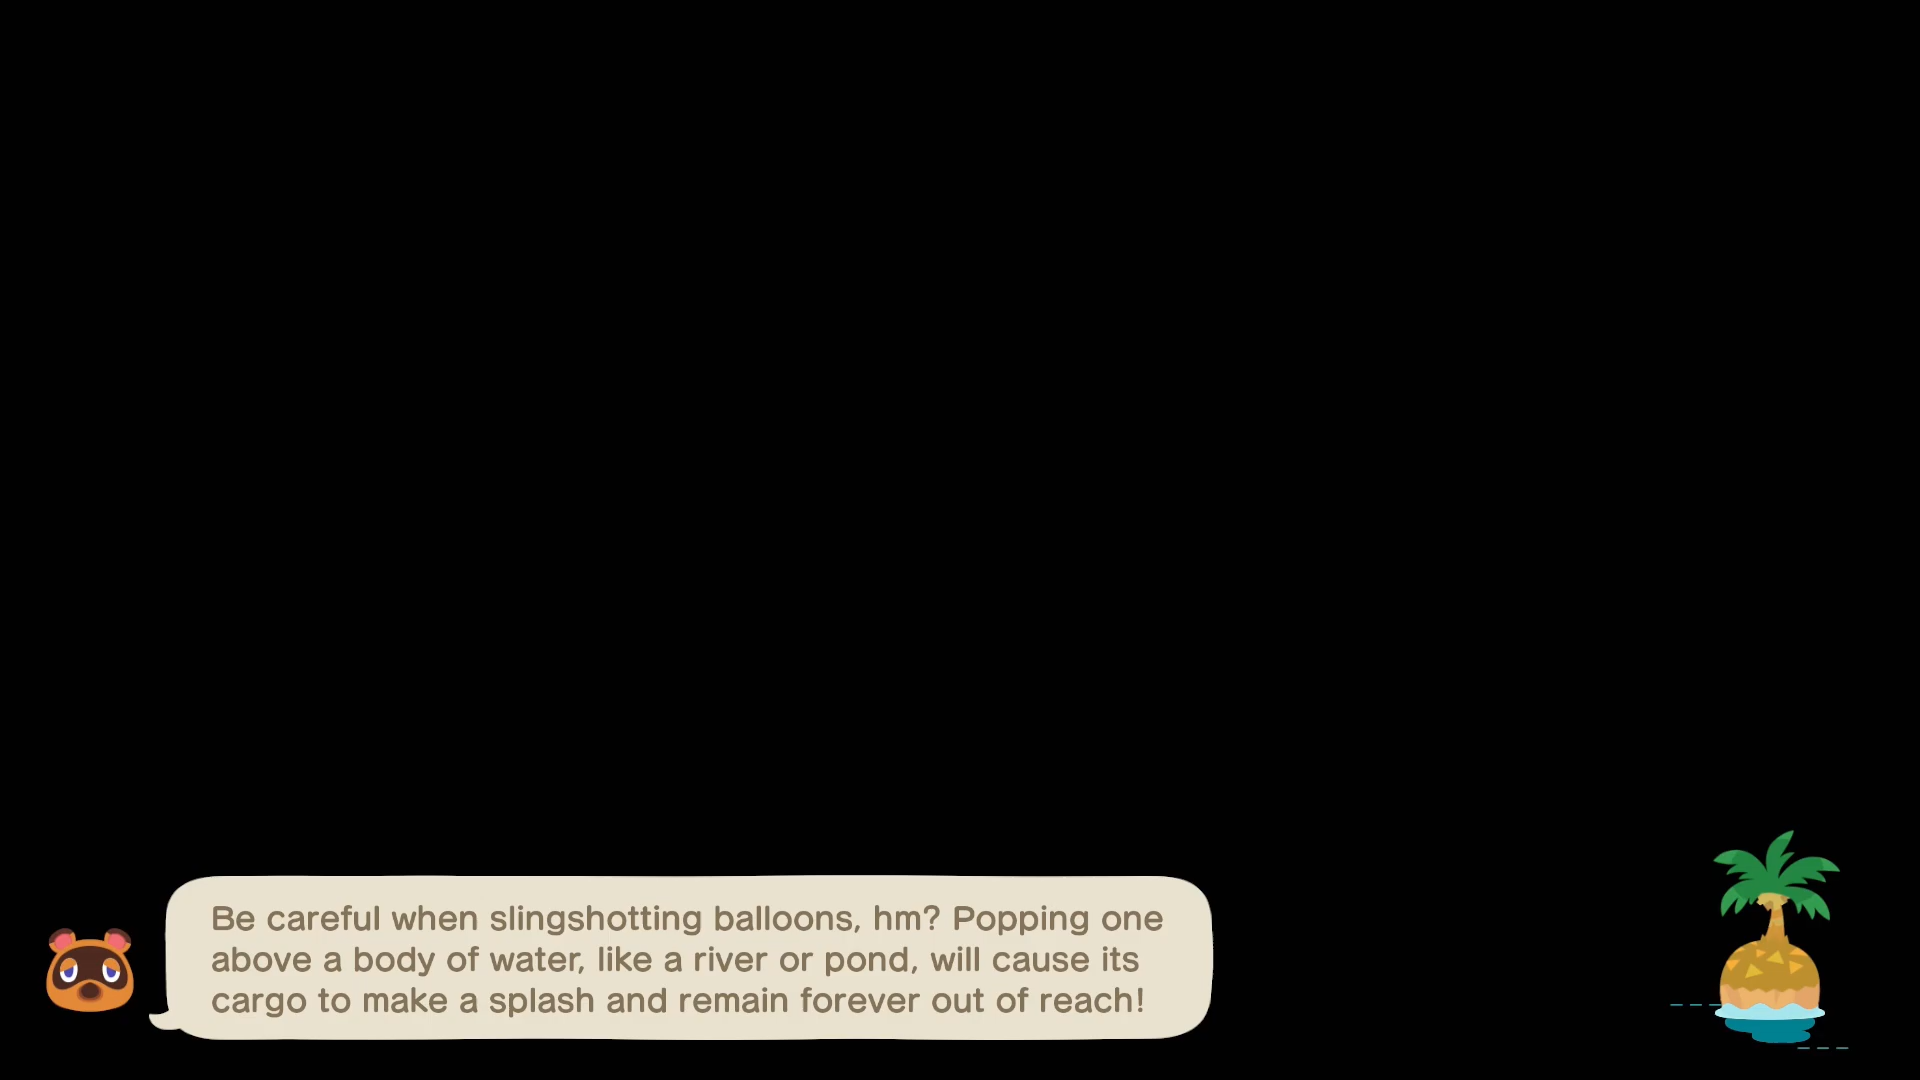 Be careful when slingshotting balloons, hm? Popping one
above a body of water, like a river or pond, will cause its
cargo to make a splash and remain forever out of reach!